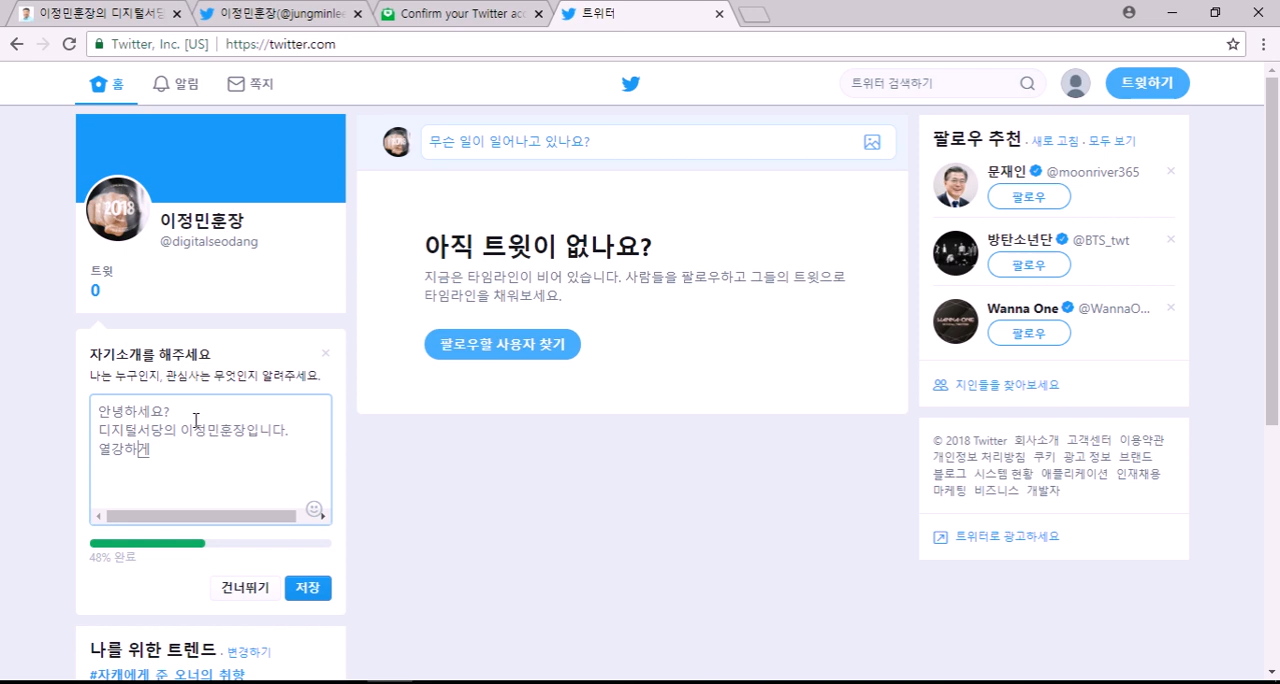 이정민훈장의 디지털서당
이정민훈장(@jungminlee
Confirm your Twitter acc
트위터
Twitter, Inc. [US]
https://twitter.com
홈
알림
쪽지
트위터 검색하기
트윗하기
2018
이정민훈장
@digitalseodang
트윗
0
자기소개를 해주세요
나는 누구인지, 관심사는 무엇인지 알려주세요.
안녕하세요?
디지털서당의 이정민훈장입니다.
열강하게
48% 완료
건너뛰기
저장
나를 위한 트렌드 · 변경하기
#자캐에게_준_오너의_취향
무슨 일이 일어나고 있나요?
아직 트윗이 없나요?
지금은 타임라인이 비어 있습니다. 사람들을 팔로우하고 그들의 트윗으로
타임라인을 채워보세요.
팔로우할 사용자 찾기
팔로우 추천 · 새로 고침 · 모두 보기
문재인 @moonriver365
팔로우
방탄소년단 @BTS_twt
팔로우
WANNA·ONE
Wanna One @WannaO...
팔로우
지인들을 찾아보세요
© 2018 Twitter 회사소개 고객센터 이용약관
개인정보 처리방침 쿠키 광고 정보 브랜드
블로그 시스템 현황 애플리케이션 인재채용
마케팅 비즈니스 개발자
트위터로 광고하세요